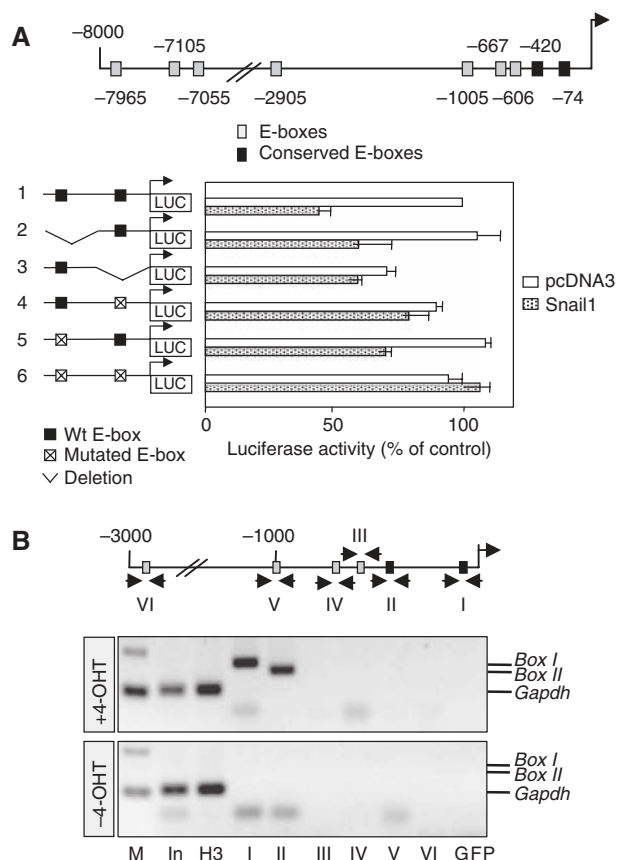 A
–8000
–7105
–667
–420
–7965
–7055
–2905
–1005
–606
–74
E-boxes
Conserved E-boxes
1
LUC
2
LUC
3
LUC
4
LUC
5
LUC
6
LUC
pcDNA3
Snail1
0
50
100
Luciferase activity (% of control)
Wt E-box
Mutated E-box
Deletion
B
–3000
–1000
III
VI
V
IV
II
I
+4-OHT
Box I
Box II
Gapdh
–4-OHT
Box I
Box II
Gapdh
M In H3 I II III IV V VI GFP